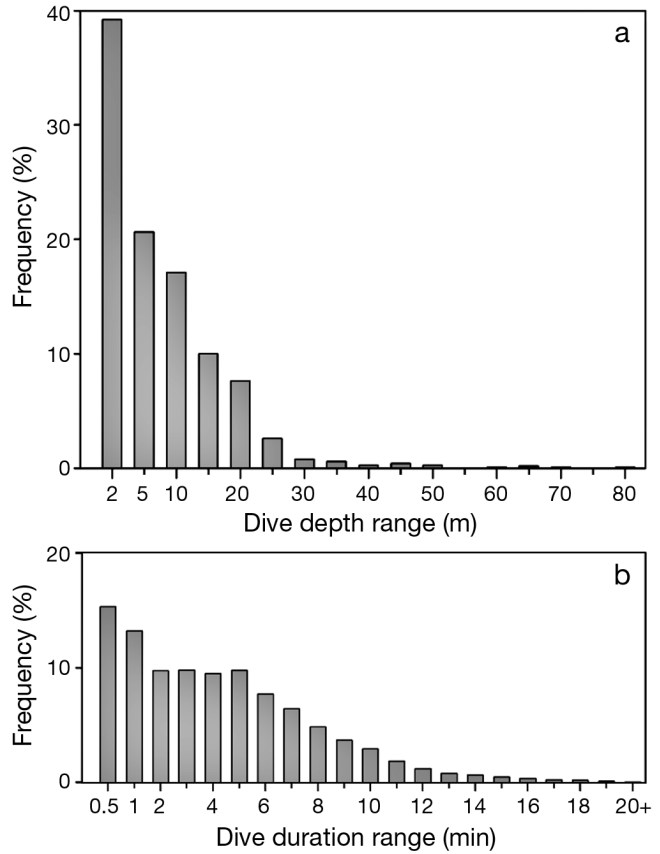 a
Frequency (%)
40
30
20
10
0
2 5 10 20 30 40 50 60 70 80
Dive depth range (m)
b
Frequency (%)
20
10
0
0.5 1 2 4 6 8 10 12 14 16 18 20+
Dive duration range (min)